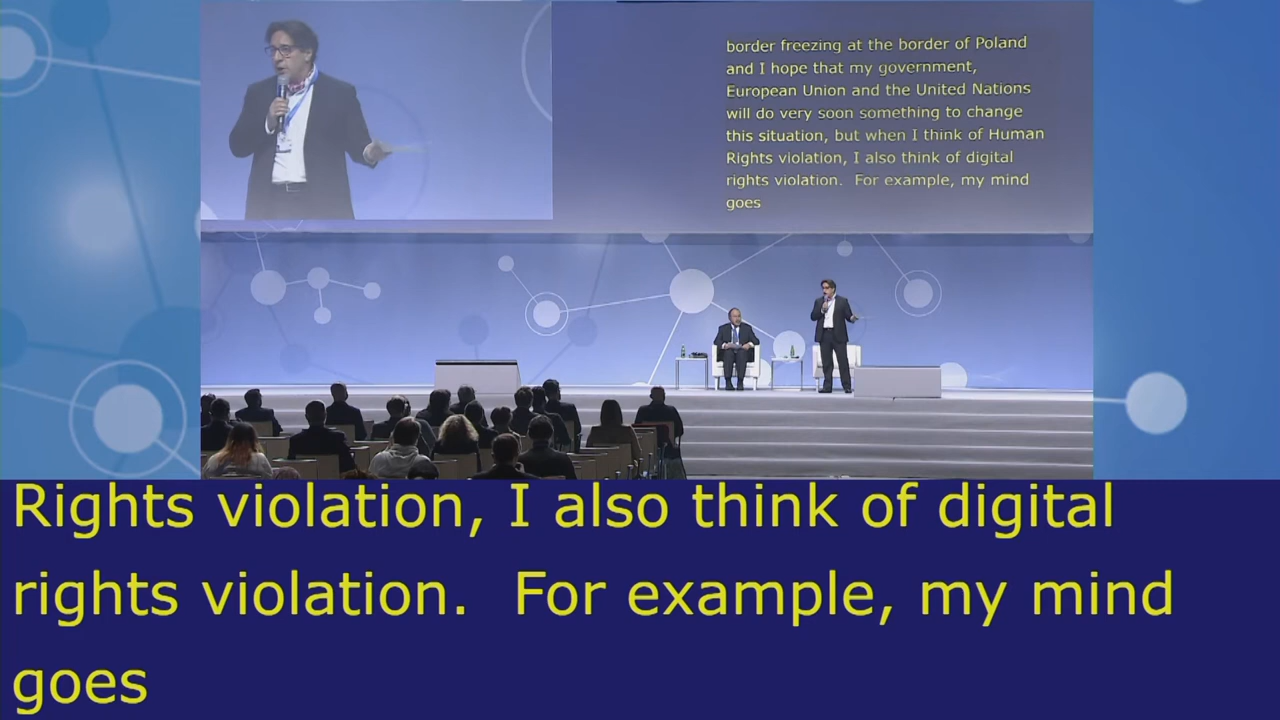 border freezing at the border of Poland
and I hope that my government,
European Union and the United Nations
will do very soon something to change
this situation, but when I think of Human
Rights violation, I also think of digital
rights violation.  For example, my mind
goes
Rights violation, I also think of digital
rights violation.  For example, my mind
goes